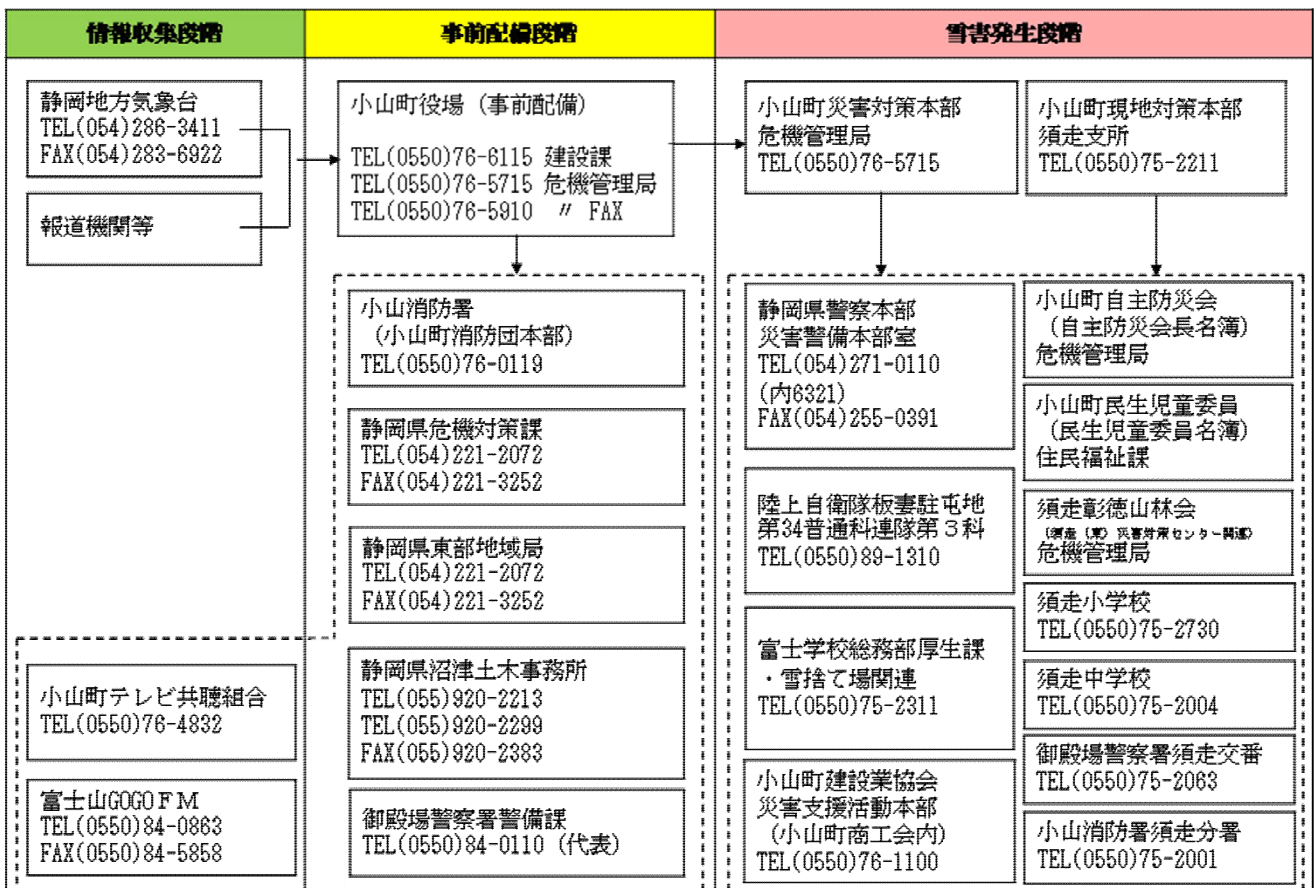 情報収集段階
事前配備段階
雪害発生段階
静岡地方気象台
TEL(054)286-3411
FAX(054)283-6922
報道機関等
小山町テレビ共聴組合
TEL(0550)76-4832
富士山GOGOFM
TEL(0550)84-0863
FAX(0550)84-5858
小山町役場（事前配備）
TEL(0550)76-6115 建設課
TEL(0550)76-5715 危機管理局
TEL(0550)76-5910 〃 FAX
小山消防署
（小山町消防団本部）
TEL(0550)76-0119
静岡県危機対策課
TEL(054)221-2072
FAX(054)221-3252
静岡県東部地域局
TEL(054)221-2072
FAX(054)221-3252
静岡県沼津土木事務所
TEL(055)920-2213
TEL(055)920-2299
FAX(055)920-2383
御殿場警察署警備課
TEL(0550)84-0110（代表）
小山町災害対策本部
危機管理局
TEL(0550)76-5715
静岡県警察本部
災害警備本部室
TEL(054)271-0110
(内6321)
FAX(054)255-0391
陸上自衛隊板妻駐屯地
第34普通科連隊第３科
TEL(0550)89-1310
富士学校総務部厚生課
・雪捨て場関連
TEL(0550)75-2311
小山町建設業協会
災害支援活動本部
（小山町商工会内）
TEL(0550)76-1100
小山町現地対策本部
須走支所
TEL(0550)75-2211
小山町自主防災会
（自主防災会長名簿）
危機管理局
小山町民生児童委員
（民生児童委員名簿）
住民福祉課
須走彰徳山林会
（須走（東）災害対策センター関連）
危機管理局
須走小学校
TEL(0550)75-2730
須走中学校
TEL(0550)75-2004
御殿場警察署須走交番
TEL(0550)75-2063
小山消防署須走分署
TEL(0550)75-2001